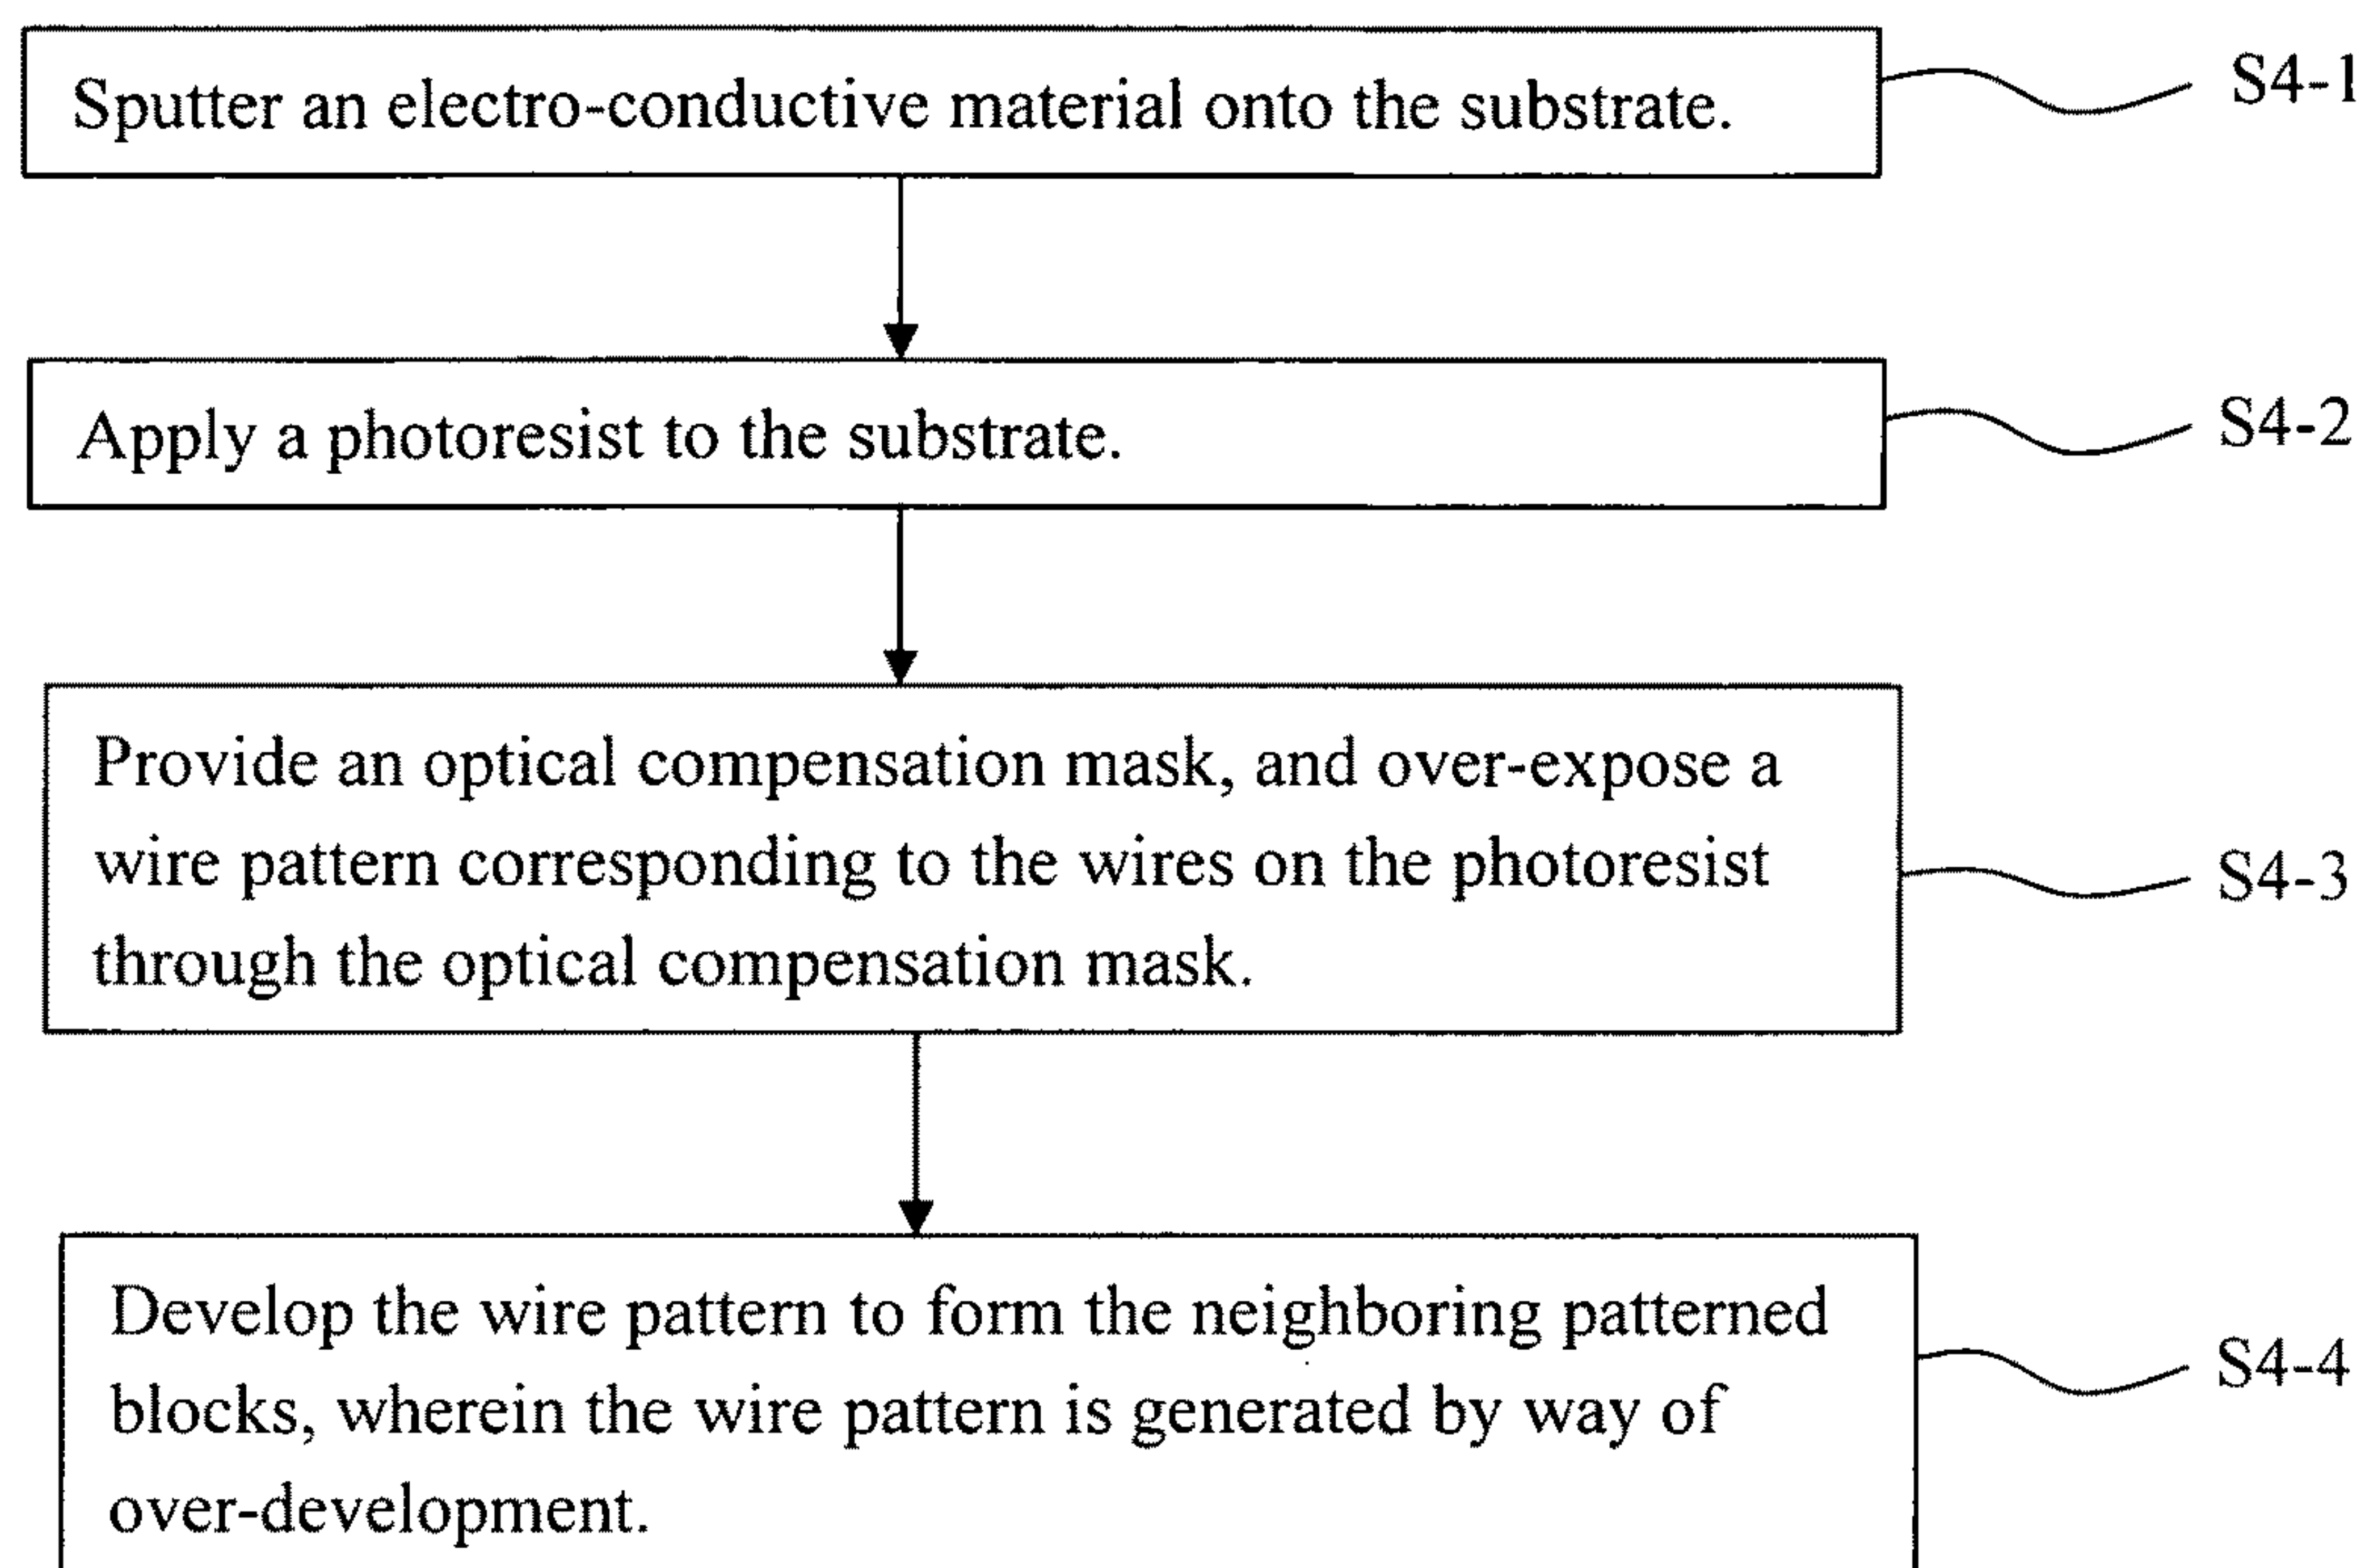 Sputter an electro-conductive material onto the substrate.
S4-1
Apply a photoresist to the substrate.
S4-2
Provide an optical compensation mask, and over-expose a
wire pattern corresponding to the wires on the photoresist
through the optical compensation mask.
S4-3
Develop the wire pattern to form the neighboring patterned
blocks, wherein the wire pattern is generated by way of
over-development.
S4-4